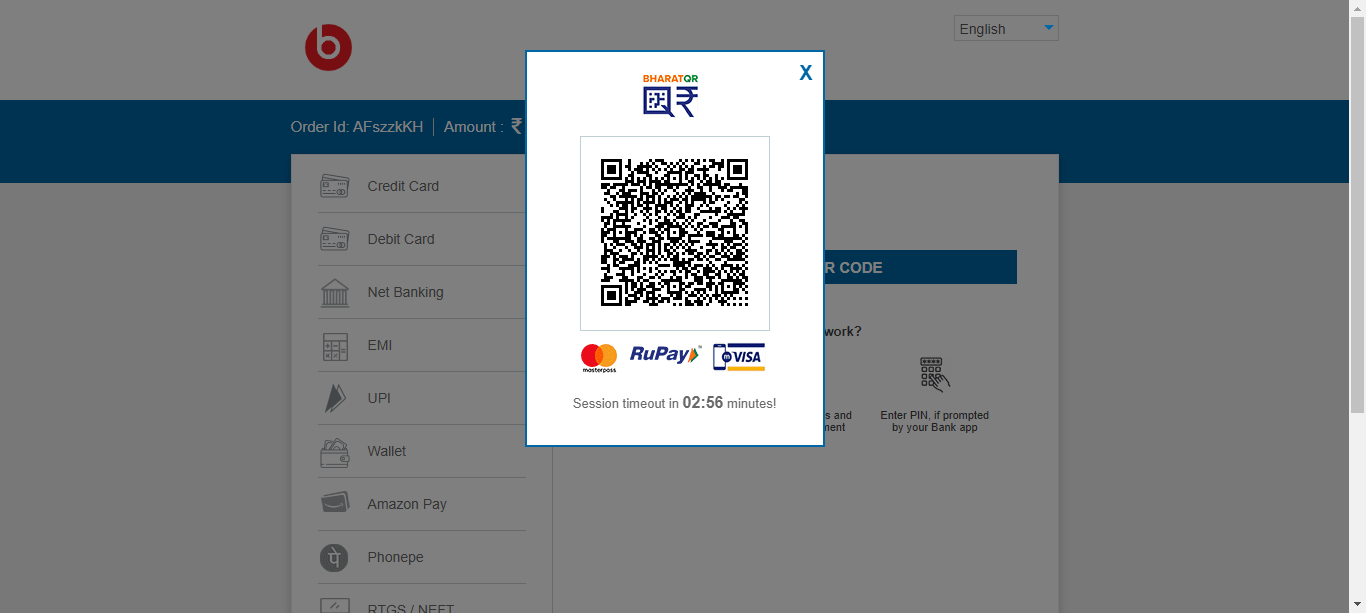 English
Order Id: AFszzkKH | Amount : ₹
BHARATQR
X
Credit Card
Debit Card
Net Banking
EMI
UPI
Wallet
Amazon Pay
Phonepe
RTGS / NEFT
R CODE
work?
masterpass
RuPay
VISA
s and
ment
Enter PIN, if prompted
by your Bank app
Session timeout in 02:56 minutes!